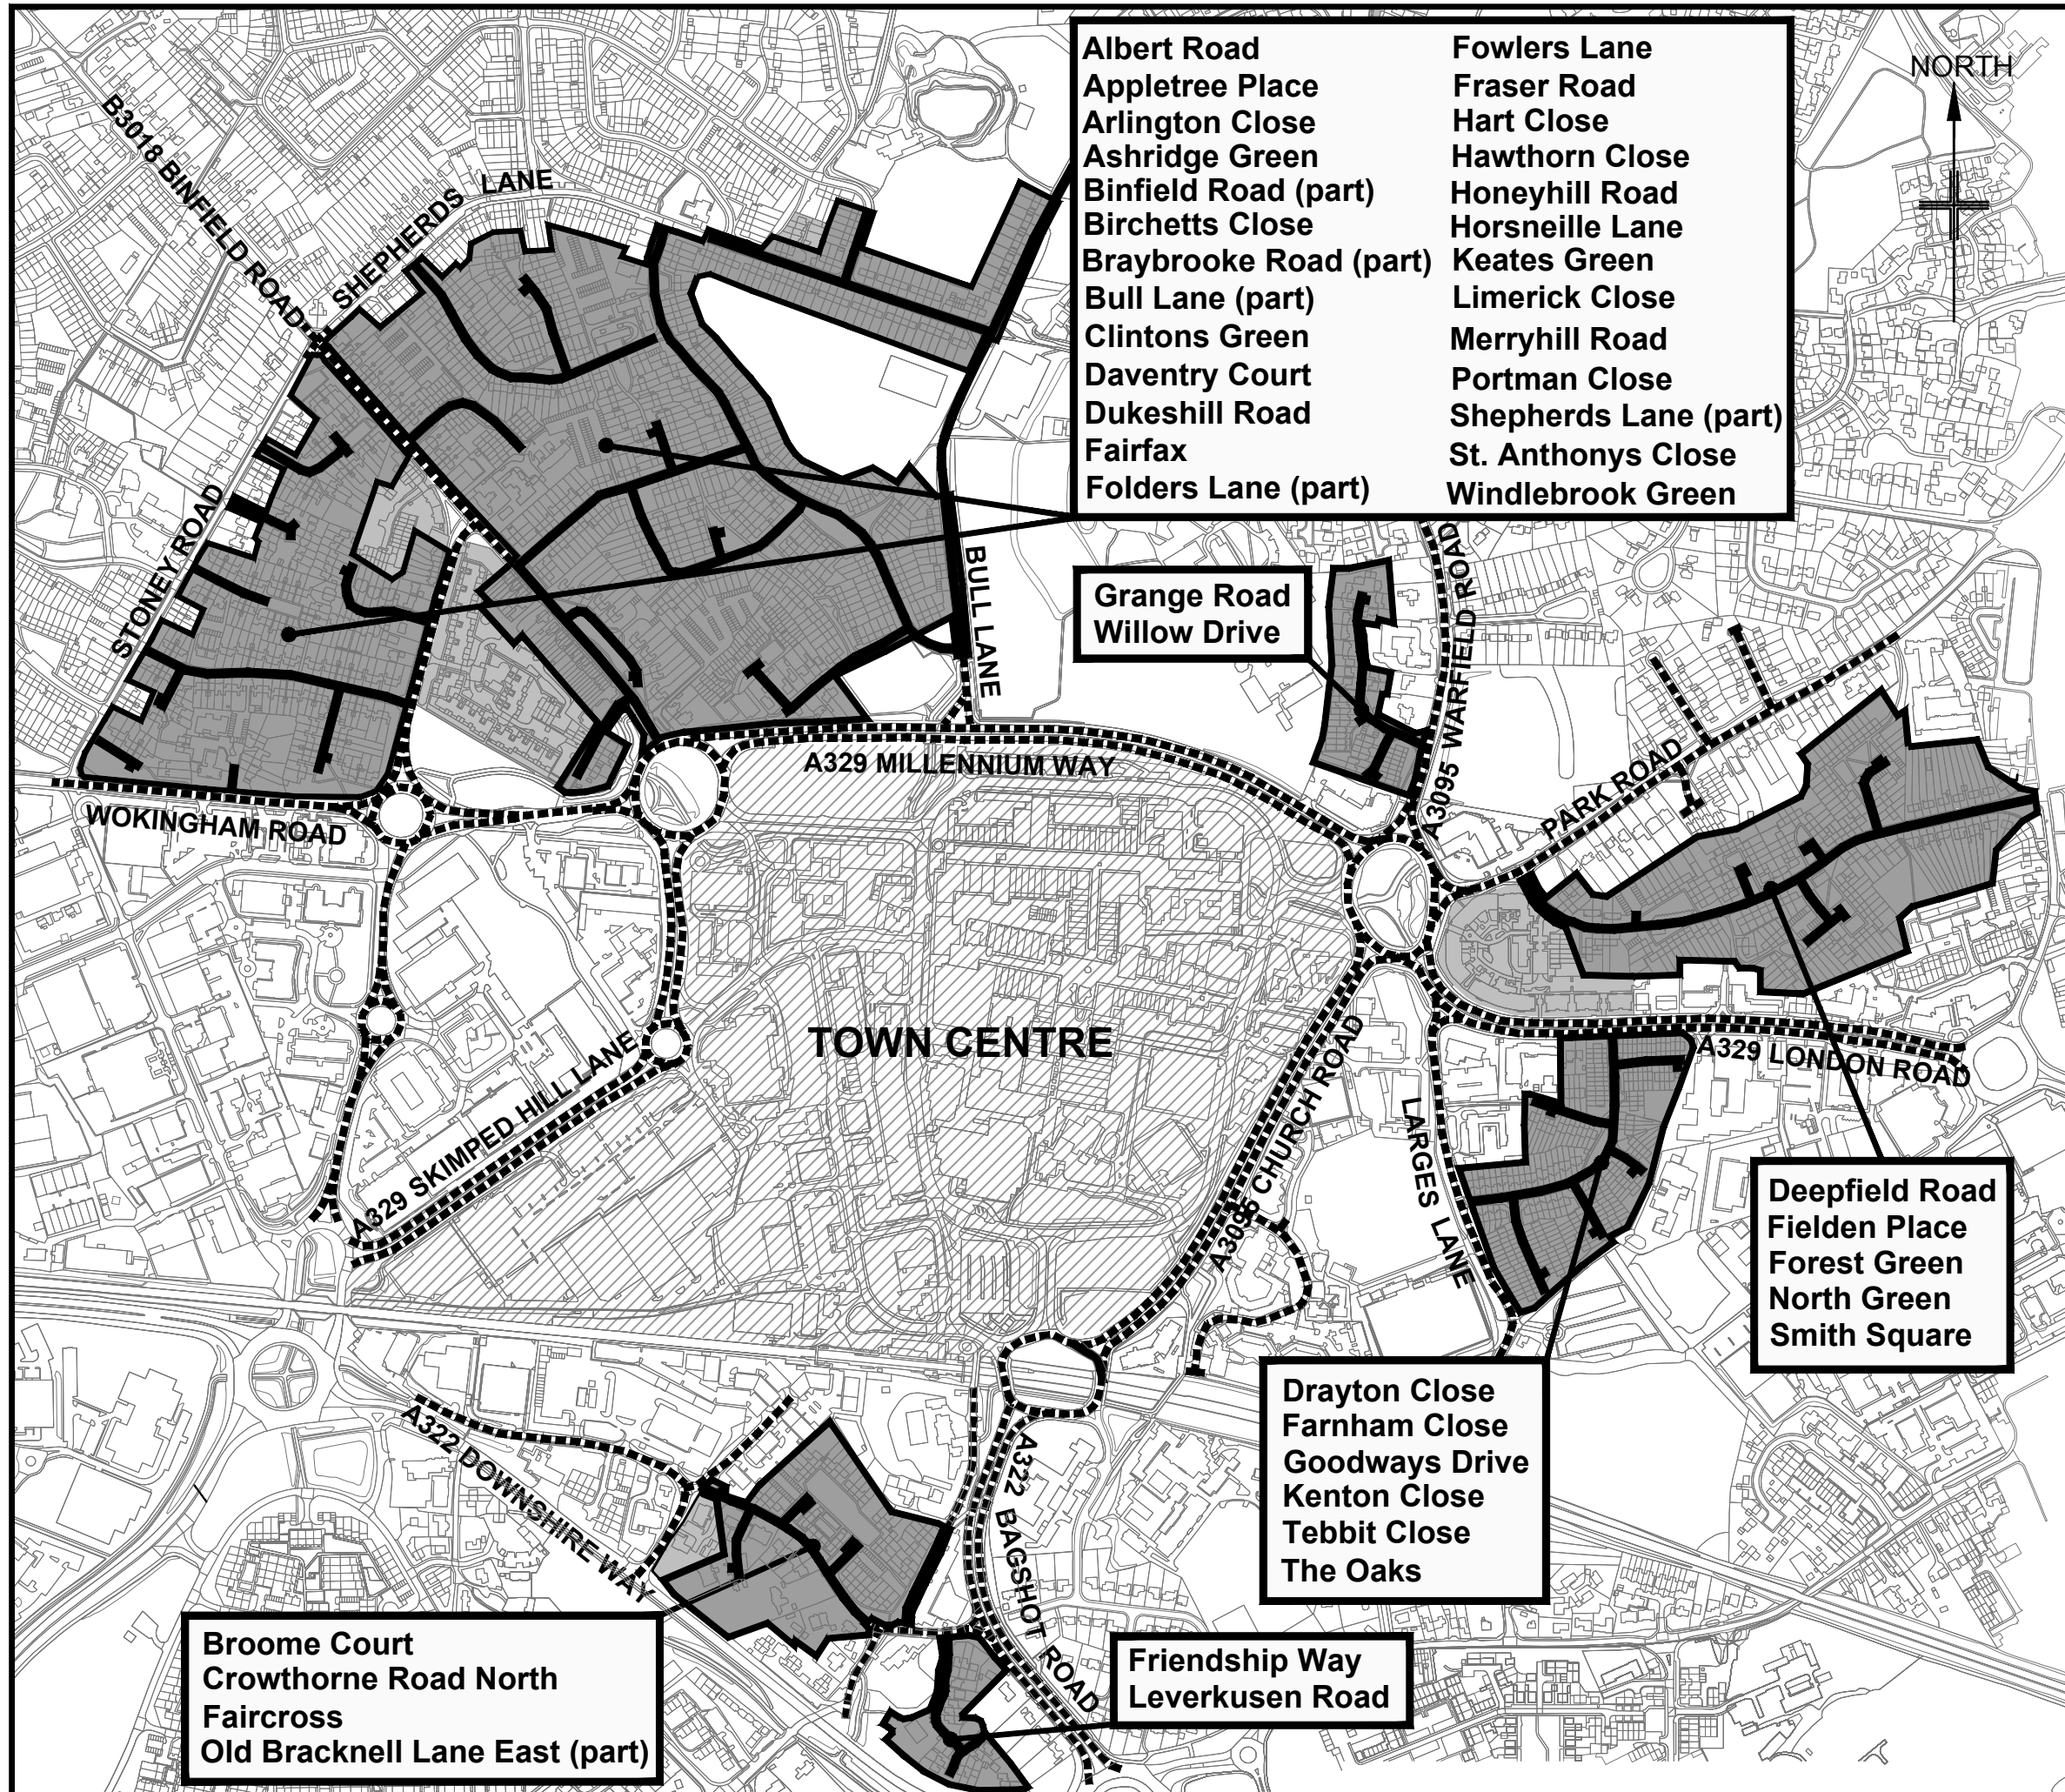 Albert Road
Appletree Place
Arlington Close
Ashridge Green
Binfield Road (part)
Birchetts Close
Braybrooke Road (part)
Bull Lane (part)
Clintons Green
Daventry Court
Dukeshill Road
Fairfax
Folders Lane (part)
Fowlers Lane
Fraser Road
Hart Close
Hawthorn Close
Honeyhill Road
Horsneille Lane
Keates Green
Limerick Close
Merryhill Road
Portman Close
Shepherds Lane (part)
St. Anthonys Close
Windlebrook Green
NORTH
B3018 BINFIELD ROAD
SHEPHERDS LANE
STONEY ROAD
BULL LANE
Grange Road
Willow Drive
A3095 WARFIELD ROAD
PARK ROAD
A329 MILLENNIUM WAY
WOKINGHAM ROAD
TOWN CENTRE
A329 SKIMPED HILL LANE
A3095 CHURCH ROAD
LARGES LANE
A329 LONDON ROAD
Deepfield Road
Fielden Place
Forest Green
North Green
Smith Square
Drayton Close
Farnham Close
Goodways Drive
Kenton Close
Tebbit Close
The Oaks
A322 DOWNSHIRE WAY
A322 BAGSHOT ROAD
Broome Court
Crowthorne Road North
Faircross
Old Bracknell Lane East (part)
Friendship Way
Leverkusen Road